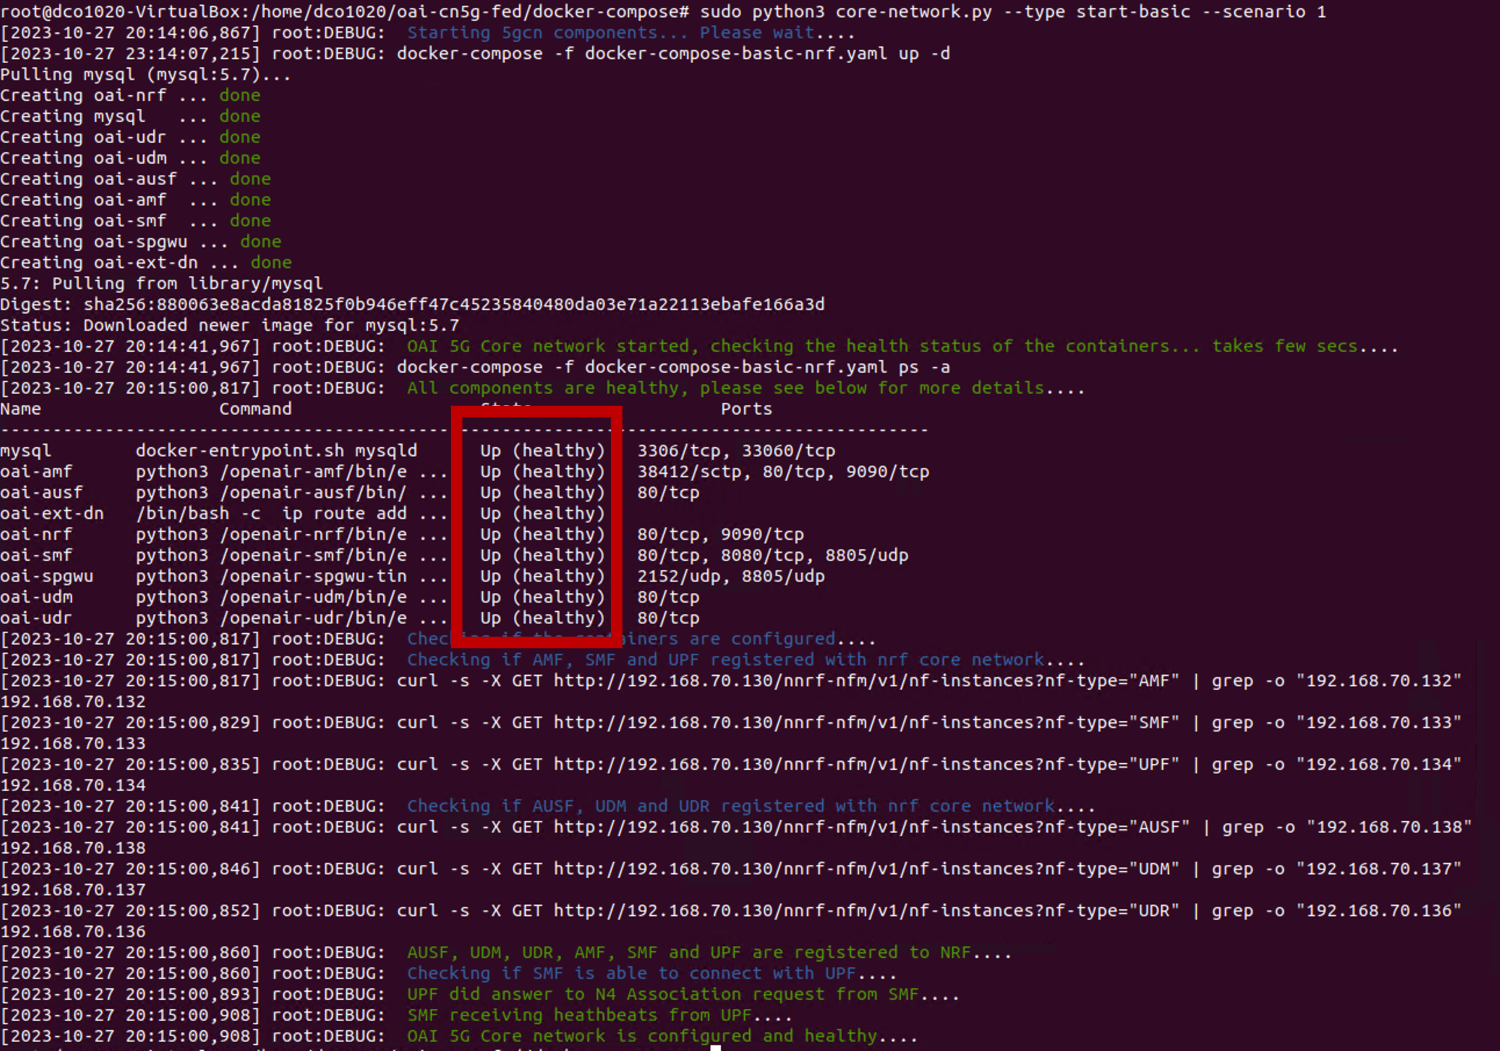 root@dco1020-VirtualBox:/home/dco1020/oai-cn5g-fed/docker-compose# sudo python3 core-network.py --type start-basic --scenario 1
[2023-10-27 20:14:06,867] root:DEBUG:  Starting 5gcn components... Please wait....
[2023-10-27 23:14:07,215] root:DEBUG: docker-compose -f docker-compose-basic-nrf.yaml up -d
Pulling mysql (mysql:5.7)...
Creating oai-nrf ... done
Creating mysql   ... done
Creating oai-udr ... done
Creating oai-udm ... done
Creating oai-ausf ... done
Creating oai-amf  ... done
Creating oai-smf  ... done
Creating oai-spgwu ... done
Creating oai-ext-dn ... done
5.7: Pulling from library/mysql
Digest: sha256:880063e8acda81825f0b946eff47c45235840480da03e71a22113ebafe166a3d
Status: Downloaded newer image for mysql:5.7
[2023-10-27 20:14:41,967] root:DEBUG:  OAI 5G Core network started, checking the health status of the containers... takes few secs....
[2023-10-27 20:14:41,967] root:DEBUG: docker-compose -f docker-compose-basic-nrf.yaml ps -a
[2023-10-27 20:15:00,817] root:DEBUG:  All components are healthy, please see below for more details....
Name                 Command                  State                  Ports
-----------------------------------------------------------------------------------------
mysql        docker-entrypoint.sh mysqld      Up (healthy)   3306/tcp, 33060/tcp
oai-amf      python3 /openair-amf/bin/e ...   Up (healthy)   38412/sctp, 80/tcp, 9090/tcp
oai-ausf     python3 /openair-ausf/bin/ ...   Up (healthy)   80/tcp
oai-ext-dn   /bin/bash -c  ip route add ...   Up (healthy)
oai-nrf      python3 /openair-nrf/bin/e ...   Up (healthy)   80/tcp, 9090/tcp
oai-smf      python3 /openair-smf/bin/e ...   Up (healthy)   80/tcp, 8080/tcp, 8805/udp
oai-spgwu    python3 /openair-spgwu-tin ...   Up (healthy)   2152/udp, 8805/udp
oai-udm      python3 /openair-udm/bin/e ...   Up (healthy)   80/tcp
oai-udr      python3 /openair-udr/bin/e ...   Up (healthy)   80/tcp
[2023-10-27 20:15:00,817] root:DEBUG:  Checking if the containers are configured....
[2023-10-27 20:15:00,817] root:DEBUG:  Checking if AMF, SMF and UPF registered with nrf core network....
[2023-10-27 20:15:00,817] root:DEBUG: curl -s -X GET http://192.168.70.130/nnrf-nfm/v1/nf-instances?nf-type="AMF" | grep -o "192.168.70.132"
192.168.70.132
[2023-10-27 20:15:00,829] root:DEBUG: curl -s -X GET http://192.168.70.130/nnrf-nfm/v1/nf-instances?nf-type="SMF" | grep -o "192.168.70.133"
192.168.70.133
[2023-10-27 20:15:00,835] root:DEBUG: curl -s -X GET http://192.168.70.130/nnrf-nfm/v1/nf-instances?nf-type="UPF" | grep -o "192.168.70.134"
192.168.70.134
[2023-10-27 20:15:00,841] root:DEBUG:  Checking if AUSF, UDM and UDR registered with nrf core network....
[2023-10-27 20:15:00,841] root:DEBUG: curl -s -X GET http://192.168.70.130/nnrf-nfm/v1/nf-instances?nf-type="AUSF" | grep -o "192.168.70.138"
192.168.70.138
[2023-10-27 20:15:00,846] root:DEBUG: curl -s -X GET http://192.168.70.130/nnrf-nfm/v1/nf-instances?nf-type="UDM" | grep -o "192.168.70.137"
192.168.70.137
[2023-10-27 20:15:00,852] root:DEBUG: curl -s -X GET http://192.168.70.130/nnrf-nfm/v1/nf-instances?nf-type="UDR" | grep -o "192.168.70.136"
192.168.70.136
[2023-10-27 20:15:00,860] root:DEBUG:  AUSF, UDM, UDR, AMF, SMF and UPF are registered to NRF....
[2023-10-27 20:15:00,860] root:DEBUG:  Checking if SMF is able to connect with UPF....
[2023-10-27 20:15:00,893] root:DEBUG:  UPF did answer to N4 Association request from SMF....
[2023-10-27 20:15:00,908] root:DEBUG:  SMF receiving heathbeats from UPF....
[2023-10-27 20:15:00,908] root:DEBUG:  OAI 5G Core network is configured and healthy....